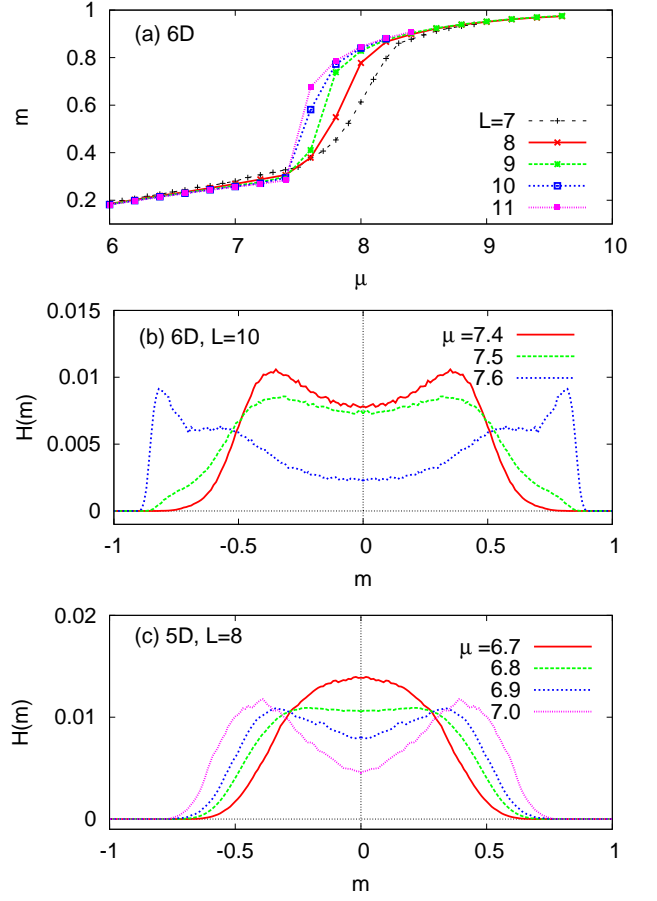 (a) 6D
1
0.8
0.6
0.4
0.2
m
L=7
8
9
10
11
6 7 8 9 10
μ
(b) 6D, L=10
0.015
0.01
0.005
0
H(m)
μ =7.4
7.5
7.6
-1 -0.5 0 0.5 1
m
(c) 5D, L=8
0.02
0.01
0
H(m)
μ =6.7
6.8
6.9
7.0
-1 -0.5 0 0.5 1
m